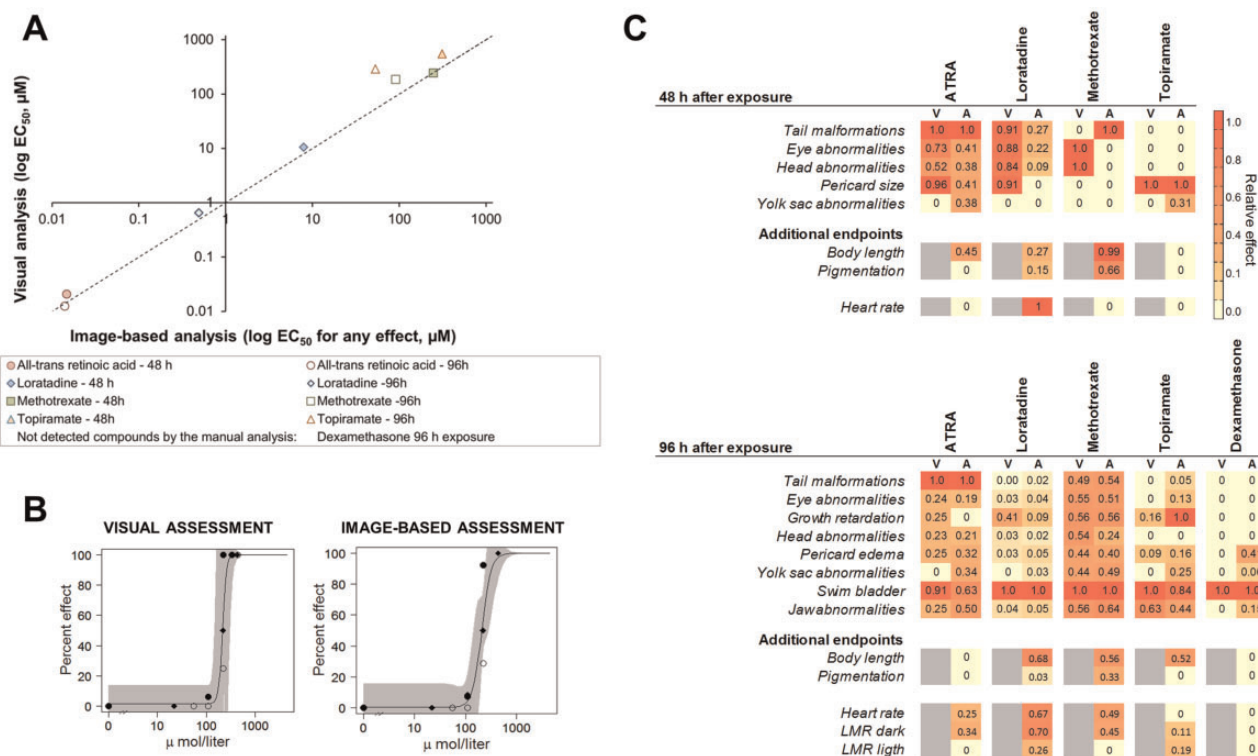 A
Visual analysis (log EC50, µM)
1000
100
10
1
0.01
0.1
1
10
100
1000
0.1
0.01
Image-based analysis (log EC50 for any effect, µM)
All-trans retinoic acid - 48 h
All-trans retinoic acid - 96h
Loratadine - 48 h
Loratadine -96h
Methotrexate - 48h
Methotrexate -96h
Topiramate - 48h
Topiramate - 96h
Not detected compounds by the manual analysis: Dexamethasone 96 h exposure
B
VISUAL ASSESSMENT
Percent effect
100
80
60
40
20
0
0 100 1000
µ mol/liter
IMAGE-BASED ASSESSMENT
Percent effect
100
80
60
40
20
0
0 100 1000
µ mol/liter
C
48 h after exposure ATRA Loratadine Methotrexate Topiramate
V A V A V A V A
Tail malformations 1.0 1.0 0.91 0.27 0 1.0 0 0
Eye abnormalities 0.73 0.41 0.88 0.22 1.0 0 0 0
Head abnormalities 0.52 0.38 0.84 0.09 1.0 0 0 0
Pericard size 0.96 0.41 0.91 0 0 0 1.0 1.0
Yolk sac abnormalities 0 0.38 0 0 0 0 0 0.31
Additional endpoints
Body length 0.45 0.27 0.99 0
Pigmentation 0 0.15 0.66 0
Heart rate 0 1 0 0
1.0
0.8
0.6
0.4
0.1
0.0
Relative effect
96 h after exposure ATRA Loratadine Methotrexate Topiramate Dexamethasone
V A V A V A V A V A
Tail malformations 1.0 1.0 0.00 0.02 0.49 0.54 0 0.05 0 0
Eye abnormalities 0.24 0.19 0.03 0.04 0.55 0.51 0 0.13 0 0
Growth retardation 0.25 0 0.41 0.09 0.56 0.56 0.16 1.0 0 0
Head abnormalities 0.23 0.21 0.03 0.02 0.54 0.24 0 0 0 0
Pericard edema 0.25 0.32 0.03 0.05 0.44 0.40 0.09 0.16 0 0.4
Yolk sac abnormalities 0 0.34 0 0.03 0.44 0.49 0 0.25 0 0.06
Swim bladder 0.91 0.63 1.0 1.0 1.0 1.0 1.0 0.84 1.0 1.0
Jawabnormalities 0.25 0.50 0.04 0.05 0.56 0.64 0.63 0.44 0
Additional endpoints
Body length 0 0.68 0.56 0.52 0
Pigmentation 0 0.03 0.33 0 0
Heart rate 0.25 0.67 0.49 0 0
LMR dark 0.34 0.70 0.45 0.11 0
LMR ligth 0 0.26 0 0.19 0